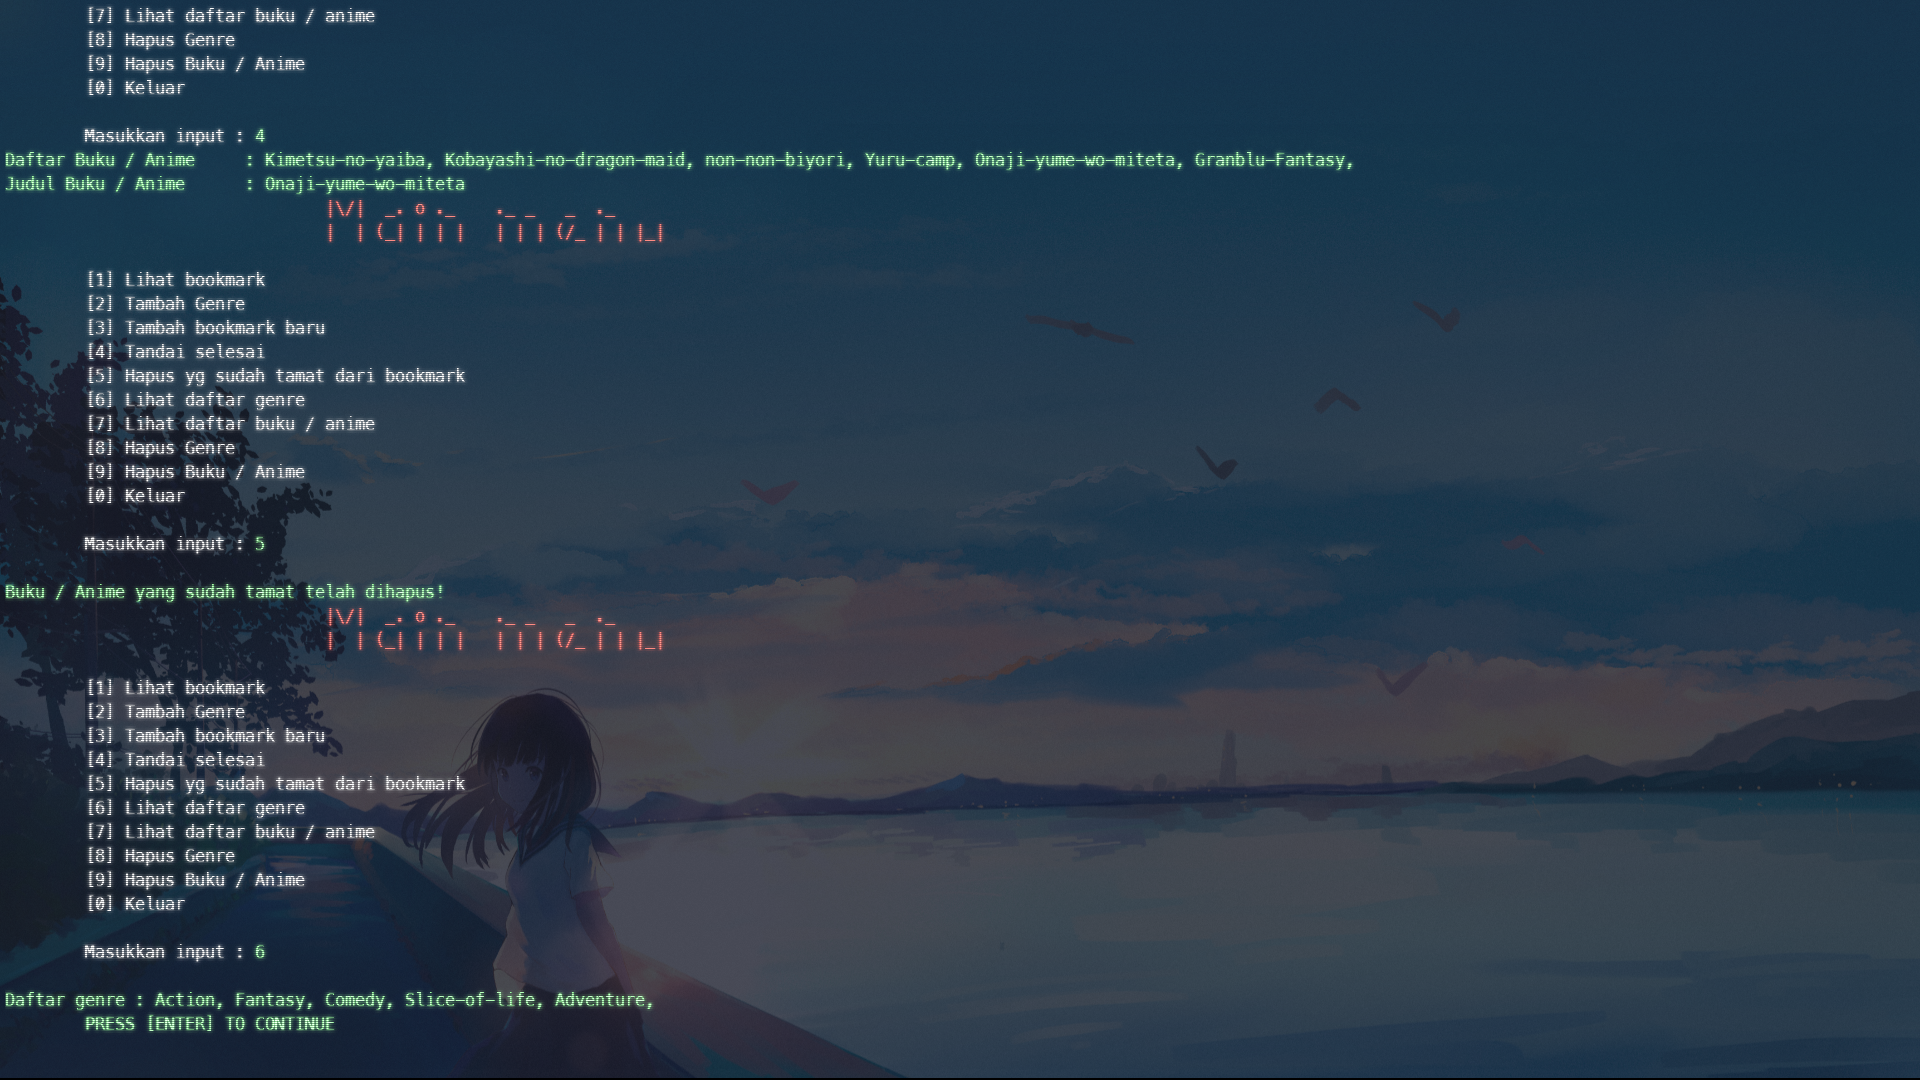 [7] Lihat daftar buku / anime
[8] Hapus Genre
[9] Hapus Buku / Anime
[0] Keluar
Masukkan input : 4
Daftar Buku / Anime : Kimetsu-no-yaiba, Kobayashi-no-dragon-maid, non-non-biyori, Yuru-camp, Onaji-yume-wo-miteta, Granblu-Fantasy,
Judul Buku / Anime : Onaji-yume-wo-miteta
Main menu
[1] Lihat bookmark
[2] Tambah Genre
[3] Tambah bookmark baru
[4] Tandai selesai
[5] Hapus yg sudah tamat dari bookmark
[6] Lihat daftar genre
[7] Lihat daftar buku / anime
[8] Hapus Genre
[9] Hapus Buku / Anime
[0] Keluar
Masukkan input : 5
Buku / Anime yang sudah tamat telah dihapus!
Main menu
[1] Lihat bookmark
[2] Tambah Genre
[3] Tambah bookmark baru
[4] Tandai selesai
[5] Hapus yg sudah tamat dari bookmark
[6] Lihat daftar genre
[7] Lihat daftar buku / anime
[8] Hapus Genre
[9] Hapus Buku / Anime
[0] Keluar
Masukkan input : 6
Daftar genre : Action, Fantasy, Comedy, Slice-of-life, Adventure,
PRESS [ENTER] TO CONTINUE